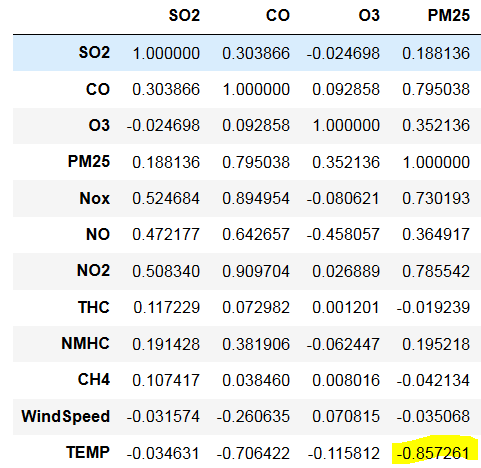 SO2 CO O3 PM25
SO2 1.000000 0.303866 -0.024698 0.188136
CO 0.303866 1.000000 0.092858 0.795038
O3 -0.024698 0.092858 1.000000 0.352136
PM25 0.188136 0.795038 0.352136 1.000000
Nox 0.524684 0.894954 -0.080621 0.730193
NO 0.472177 0.642657 -0.458057 0.364917
NO2 0.508340 0.909704 0.026889 0.785542
THC 0.117229 0.072982 0.001201 -0.019239
NMHC 0.191428 0.381906 -0.062447 0.195218
CH4 0.107417 0.038460 0.008016 -0.042134
WindSpeed -0.031574 -0.260635 0.070815 -0.035068
TEMP -0.034631 -0.706422 -0.115812 -0.857261